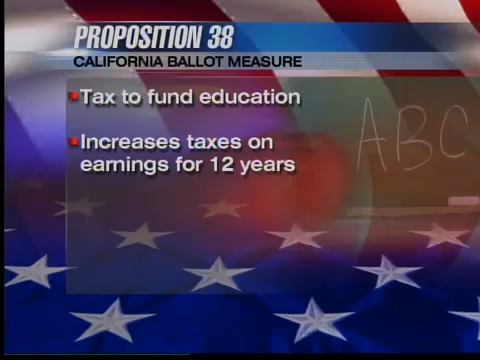 PROPOSITION 38
CALIFORNIA BALLOT MEASURE
Tax to fund education
Increases taxes on
earnings for 12 years
ABC